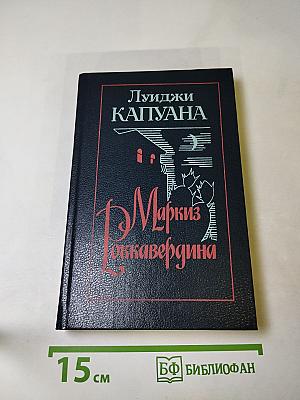 Луиджи
КАПУАНА
Маркиз
Роккавердина
15 см
БФ БИБЛИОФАН